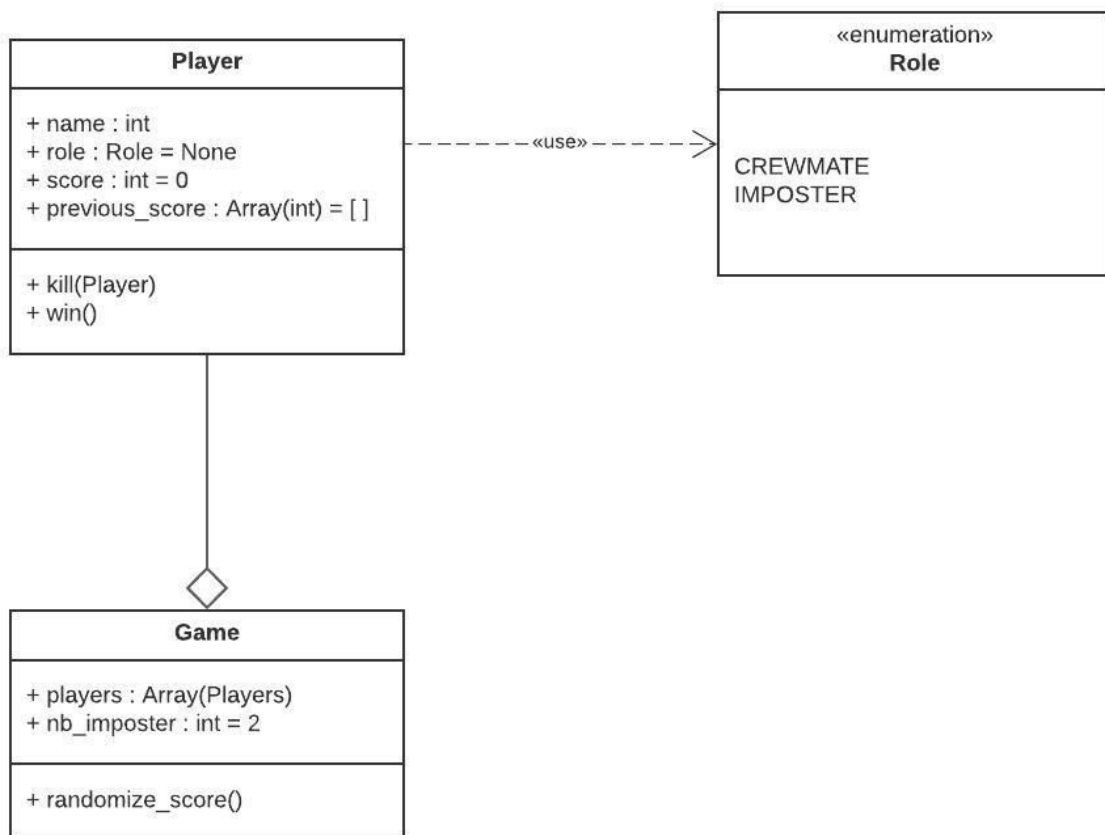 Player
+ name : int
+ role : Role = None
+ score : int = 0
+ previous_score : Array(int) = [ ]
+ kill(Player)
+ win()
«use»
«enumeration»
Role
CREWMATE
IMPOSTER
Game
+ players : Array(Players)
+ nb_imposter : int = 2
+ randomize_score()